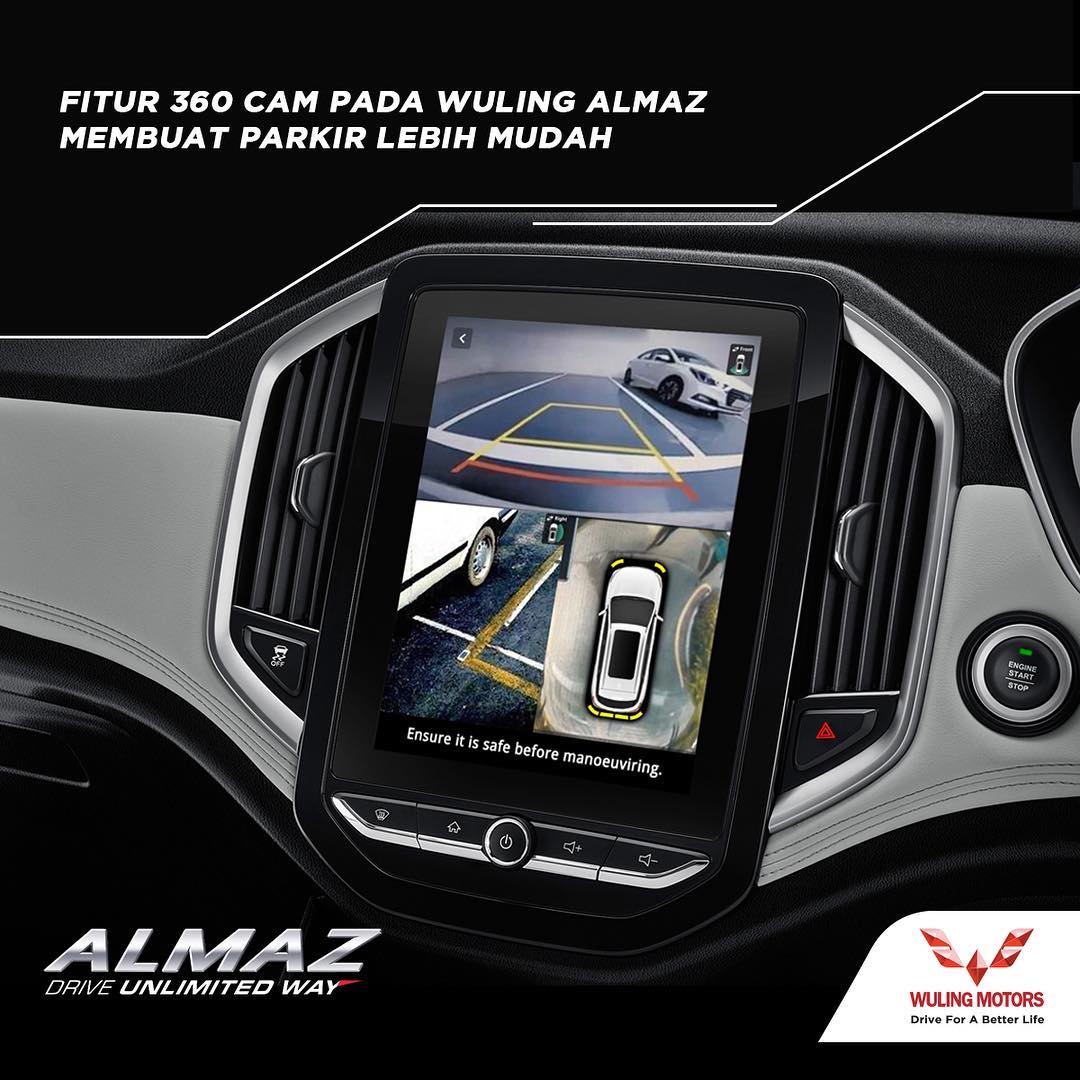 FITUR 360 CAM PADA WULING ALMAZ
MEMBUAT PARKIR LEBIH MUDAH
Front
Right
Ensure it is safe before manoeuviring.
OFF
ENGINE
START
STOP
ALMAZ
DRIVE UNLIMITED WAY
WULING MOTORS
Drive For A Better Life